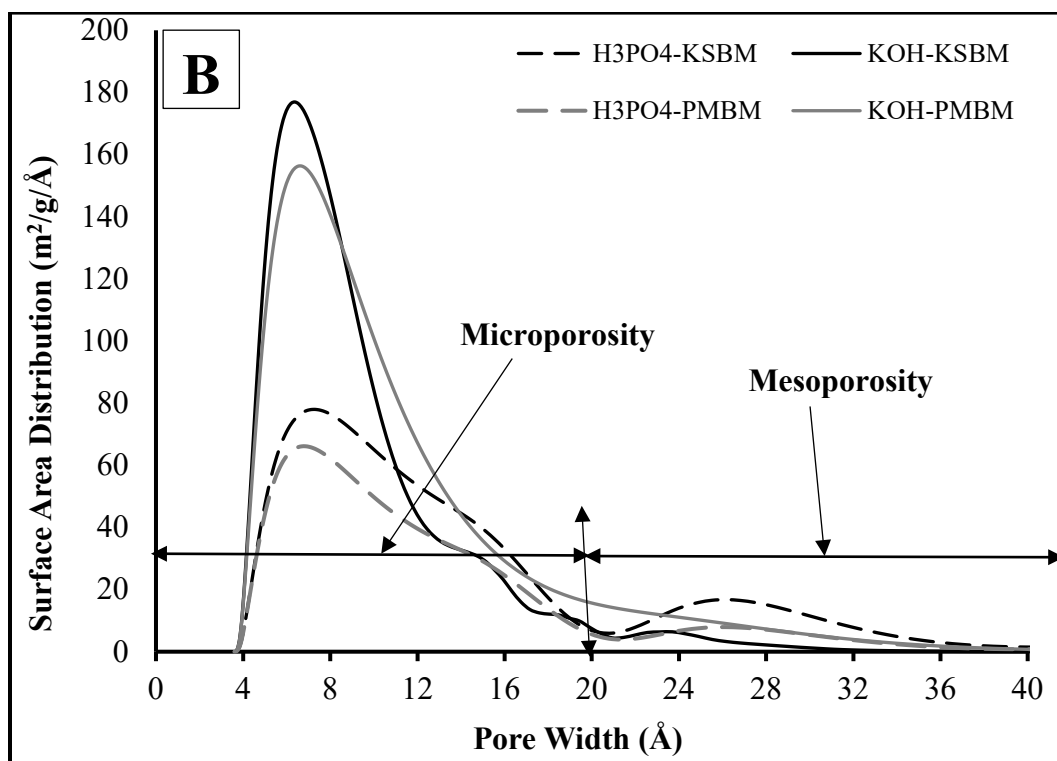 B
H3PO4-KSBM
KOH-KSBM
H3PO4-PMBM
KOH-PMBM
Surface Area Distribution (m²/g/Å)
200
180
160
140
120
100
80
60
40
20
0
Microporosity
Mesoporosity
0 4 8 12 16 20 24 28 32 36 40
Pore Width (Å)